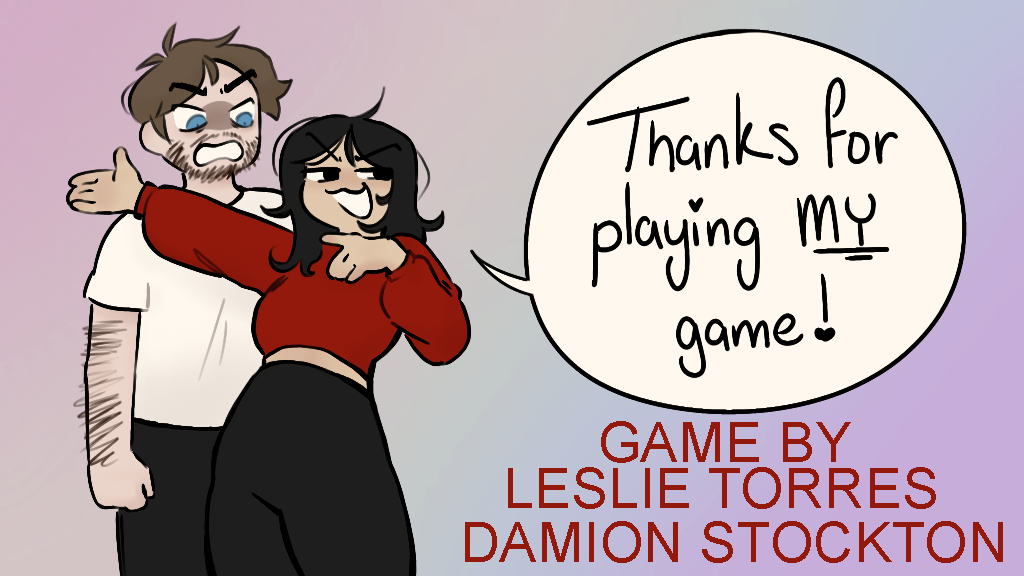 Thanks for
playing MY
game!
GAME BY
LESLIE TORRES
DAMION STOCKTON